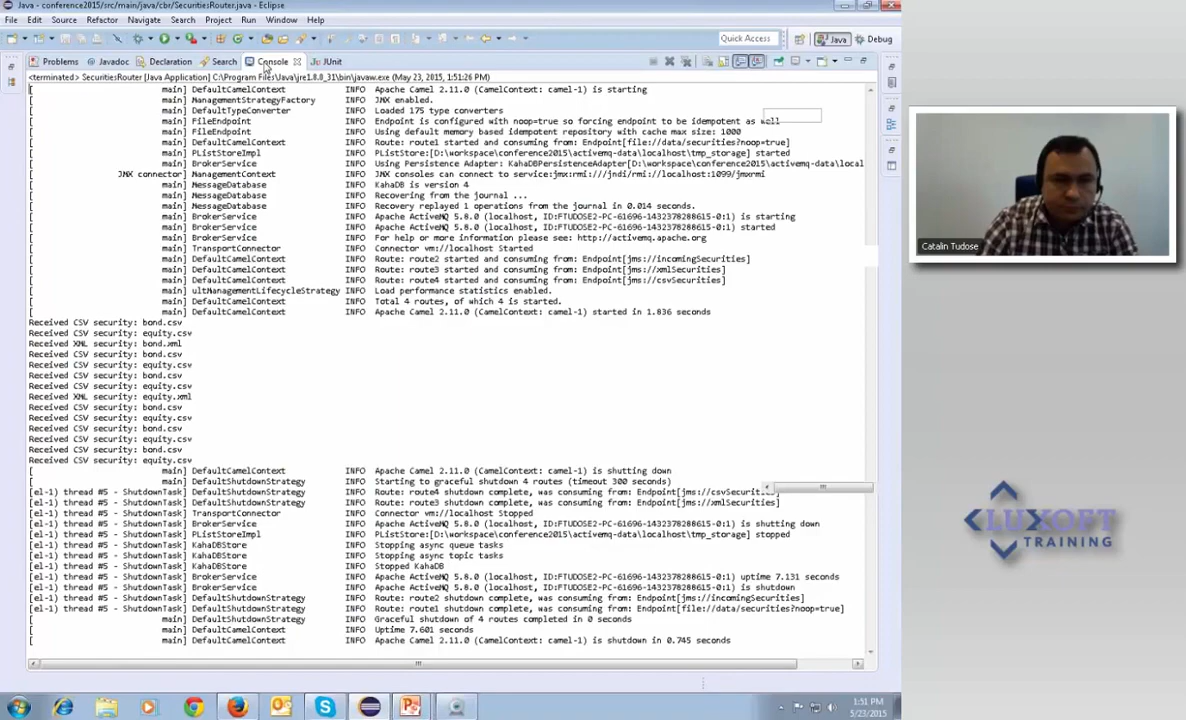 Java - conference2015/src/main/java/cbr/SecuritiesRouter.java - Eclipse
File Edit Source Refactor Navigate Search Project Run Window Help
Quick Access
Java
Debug
Problems Javadoc Declaration Search Console JUnit
<terminated> SecuritiesRouter [Java Application] C:\Program Files\Java\jre1.8.0_31\bin\javaw.exe (May 23, 2015, 1:51:26 PM)
[ main] DefaultCamelContext INFO Apache Camel 2.11.0 (CamelContext: camel-1) is starting
[ main] ManagementStrategyFactory INFO JMX enabled.
[ main] DefaultTypeConverter INFO Loaded 175 type converters
[ main] FileEndpoint INFO Endpoint is configured with noop=true so forcing endpoint to be idempotent as well
[ main] FileEndpoint INFO Using default memory based idempotent repository with cache max size: 1000
[ main] DefaultCamelContext INFO Route: route1 started and consuming from: Endpoint[file://data/securities?noop=true]
[ main] PListStoreImpl INFO PListStore:[D:\workspace\conference2015\activemq-data\localhost\tmp_storage] started
[ main] BrokerService INFO Using Persistence Adapter: KahaDBPersistenceAdapter[D:\workspace\conference2015\activemq-data\local
[ JMX connector] ManagementContext INFO JMX consoles can connect to service:jmx:rmi:///jndi/rmi://localhost:1099/jmxrmi
[ main] MessageDatabase INFO KahaDB is version 4
[ main] MessageDatabase INFO Recovering from the journal ...
[ main] MessageDatabase INFO Recovery replayed 1 operations from the journal in 0.014 seconds.
[ main] BrokerService INFO Apache ActiveMQ 5.8.0 (localhost, ID:FTUDOSE2-PC-61696-1432378288615-0:1) is starting
[ main] BrokerService INFO Apache ActiveMQ 5.8.0 (localhost, ID:FTUDOSE2-PC-61696-1432378288615-0:1) started
[ main] BrokerService INFO For help or more information please see: http://activemq.apache.org
[ main] TransportConnector INFO Connector vm://localhost Started
[ main] DefaultCamelContext INFO Route: route2 started and consuming from: Endpoint[jms://incomingSecurities]
[ main] DefaultCamelContext INFO Route: route3 started and consuming from: Endpoint[jms://xmlSecurities]
[ main] DefaultCamelContext INFO Route: route4 started and consuming from: Endpoint[jms://csvSecurities]
[ main] ultManagementLifecycleStrategy INFO Load performance statistics enabled.
[ main] DefaultCamelContext INFO Total 4 routes, of which 4 is started.
[ main] DefaultCamelContext INFO Apache Camel 2.11.0 (CamelContext: camel-1) started in 1.836 seconds
Received CSV security: bond.csv
Received CSV security: equity.csv
Received XML security: bond.xml
Received CSV security: bond.csv
Received CSV security: equity.csv
Received CSV security: bond.csv
Received CSV security: equity.csv
Received XML security: equity.xml
Received CSV security: bond.csv
Received CSV security: equity.csv
Received CSV security: bond.csv
Received CSV security: equity.csv
Received CSV security: bond.csv
Received CSV security: equity.csv
[ main] DefaultCamelContext INFO Apache Camel 2.11.0 (CamelContext: camel-1) is shutting down
[ main] DefaultShutdownStrategy INFO Starting to graceful shutdown 4 routes (timeout 300 seconds)
[el-1) thread #5 - ShutdownTask] DefaultShutdownStrategy INFO Route: route4 shutdown complete, was consuming from: Endpoint[jms://csvSecurities]
[el-1) thread #5 - ShutdownTask] DefaultShutdownStrategy INFO Route: route3 shutdown complete, was consuming from: Endpoint[jms://xmlSecurities]
[el-1) thread #5 - ShutdownTask] TransportConnector INFO Connector vm://localhost Stopped
[el-1) thread #5 - ShutdownTask] BrokerService INFO Apache ActiveMQ 5.8.0 (localhost, ID:FTUDOSE2-PC-61696-1432378288615-0:1) is shutting down
[el-1) thread #5 - ShutdownTask] PListStoreImpl INFO PListStore:[D:\workspace\conference2015\activemq-data\localhost\tmp_storage] stopped
[el-1) thread #5 - ShutdownTask] KahaDBStore INFO Stopping async queue tasks
[el-1) thread #5 - ShutdownTask] KahaDBStore INFO Stopping async topic tasks
[el-1) thread #5 - ShutdownTask] KahaDBStore INFO Stopped KahaDB
[el-1) thread #5 - ShutdownTask] BrokerService INFO Apache ActiveMQ 5.8.0 (localhost, ID:FTUDOSE2-PC-61696-1432378288615-0:1) uptime 7.131 seconds
[el-1) thread #5 - ShutdownTask] BrokerService INFO Apache ActiveMQ 5.8.0 (localhost, ID:FTUDOSE2-PC-61696-1432378288615-0:1) is shutdown
[el-1) thread #5 - ShutdownTask] DefaultShutdownStrategy INFO Route: route2 shutdown complete, was consuming from: Endpoint[jms://incomingSecurities]
[el-1) thread #5 - ShutdownTask] DefaultShutdownStrategy INFO Route: route1 shutdown complete, was consuming from: Endpoint[file://data/securities?noop=true]
[ main] DefaultShutdownStrategy INFO Graceful shutdown of 4 routes completed in 0 seconds
[ main] DefaultCamelContext INFO Uptime 7.601 seconds
[ main] DefaultCamelContext INFO Apache Camel 2.11.0 (CamelContext: camel-1) is shutdown in 0.745 seconds
1:51 PM
5/23/2015
Catalin Tudose
LUXOFT
TRAINING